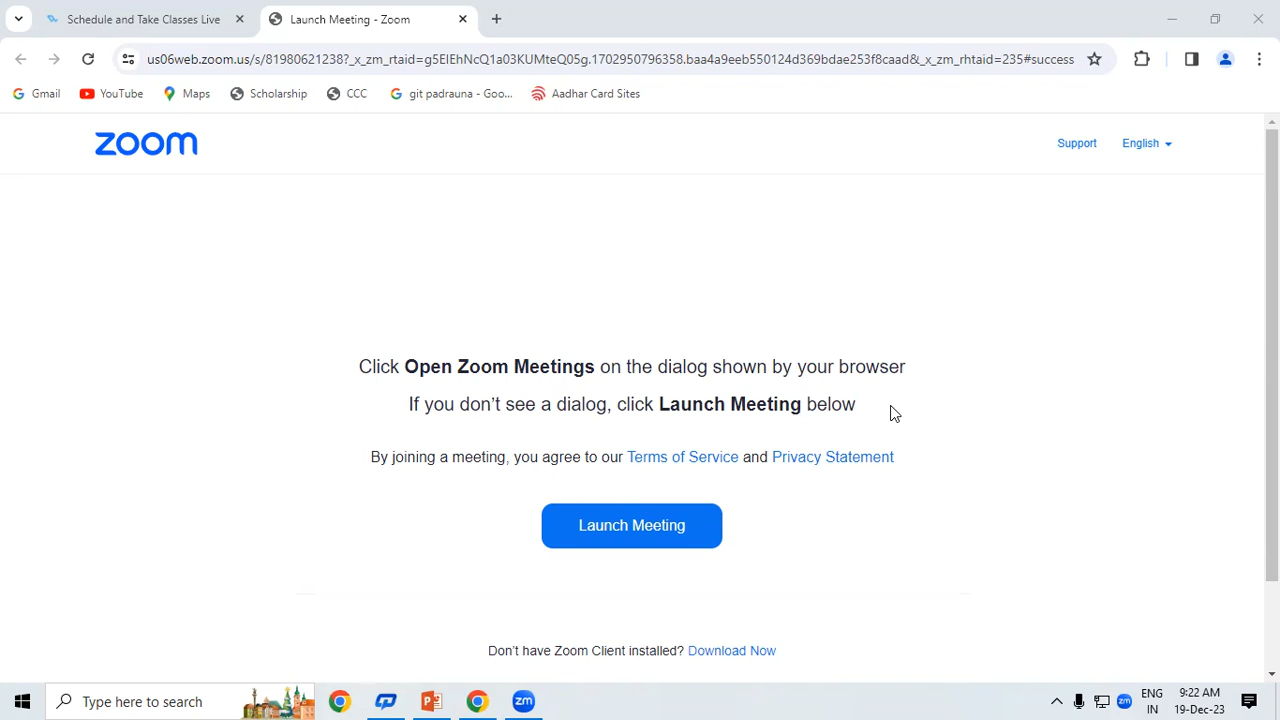 Schedule and Take Classes Live
Launch Meeting - Zoom
us06web.zoom.us/s/81980621238?_x_zm_rtaid=g5ElEhNcQ1a03NUMteQ05g.1702950796358.baa4a9eeb550124d369bdae253f8caad&_x_zm_rhtaid=235#success
Gmail YouTube Maps Scholarship CCC git padrauna - Goo... Aadhar Card Sites
zoom
Support English
Click Open Zoom Meetings on the dialog shown by your browser
If you don’t see a dialog, click Launch Meeting below
By joining a meeting, you agree to our Terms of Service and Privacy Statement
Launch Meeting
Don’t have Zoom Client installed? Download Now
Type here to search
zm
zm
ENG
IN
9:22 AM
19-Dec-23